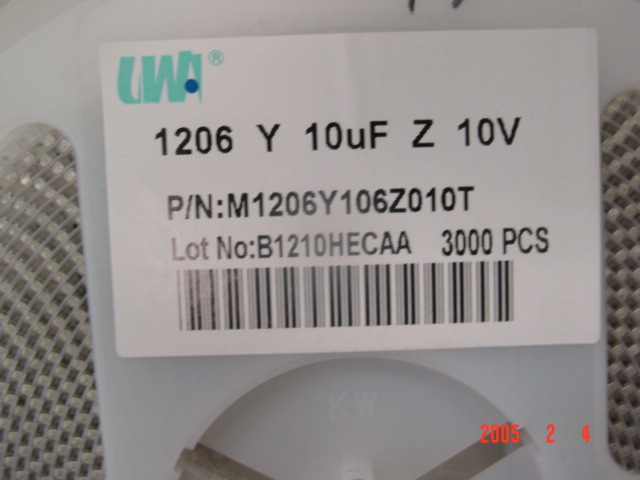 UWA®
1206 Y 10uF Z 10V
P/N:M1206Y106Z010T
Lot No:B1210HECAA 3000 PCS
KW
2005 2 4